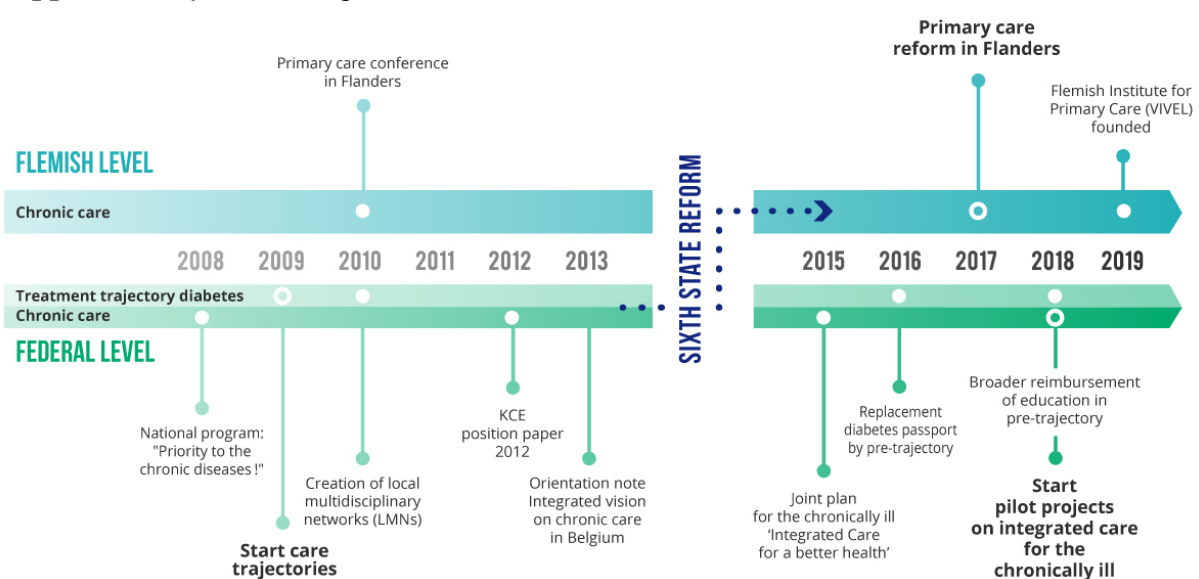 Primary care
reform in Flanders
Primary care conference
in Flanders
Flemish Institute for
Primary Care (VIVEL)
founded
FLEMISH LEVEL
Chronic care
SIXTH STATE REFORM
2008 2009 2010 2011 2012 2013 2015 2016 2017 2018 2019
Treatment trajectory diabetes
Chronic care
FEDERAL LEVEL
National program:
"Priority to the
chronic diseases!"
Start care
trajectories
Creation of local
multidisciplinary
networks (LMNs)
KCE
position paper
2012
Orientation note
Integrated vision
on chronic care
in Belgium
Joint plan
for the chronically ill
‘Integrated Care
for a better health’
Replacement
diabetes passport
by pre-trajectory
Broader reimbursement
of education in
pre-trajectory
Start
pilot projects
on integrated care
for the
chronically ill